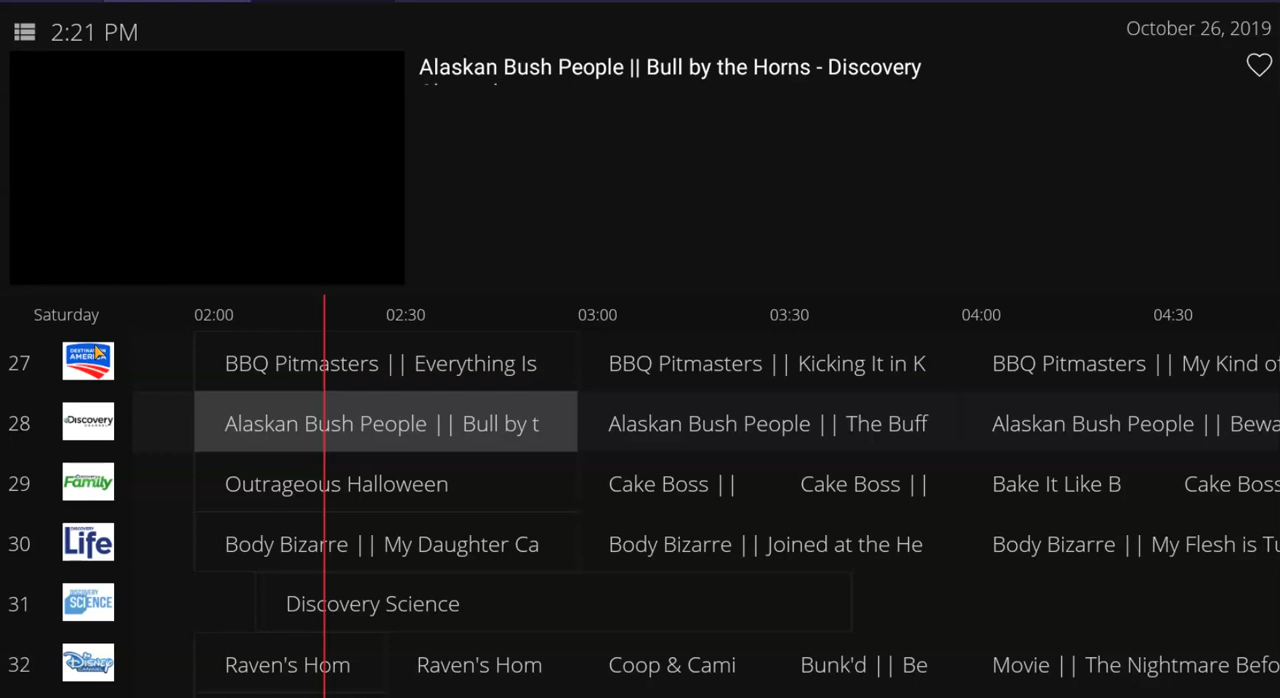 2:21 PM
October 26, 2019
Alaskan Bush People || Bull by the Horns - Discovery
Saturday 02:00 02:30 03:00 03:30 04:00 04:30
27 BBQ Pitmasters || Everything Is BBQ Pitmasters || Kicking It in K BBQ Pitmasters || My Kind of
28 Discovery CHANNEL Alaskan Bush People || Bull by t Alaskan Bush People || The Buff Alaskan Bush People || Bewa
29 Family Outrageous Halloween Cake Boss || Cake Boss || Bake It Like B Cake Boss
30 DISCOVERY Life Body Bizarre || My Daughter Ca Body Bizarre || Joined at the He Body Bizarre || My Flesh is Tu
31 DISCOVERY SCIENCE Discovery Science
32 Disney CHANNEL Raven's Hom Raven's Hom Coop & Cami Bunk'd || Be Movie || The Nightmare Befo